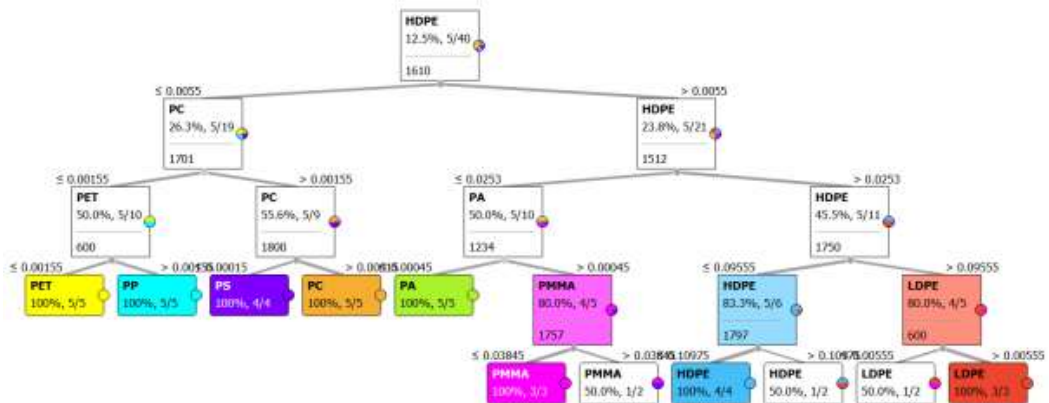 HDPE
12.5%, 5/40
1610
≤ 0.0055
> 0.0055
PC
26.3%, 5/19
1701
HDPE
23.8%, 5/21
1512
≤ 0.00155
> 0.00155
≤ 0.0253
> 0.0253
PET
50.0%, 5/10
600
PC
55.6%, 5/9
1800
PA
50.0%, 5/10
1234
HDPE
45.5%, 5/11
1750
≤ 0.00155
> 0.00155
0.00015
≤ 0.00045
> 0.00045
≤ 0.09555
> 0.09555
PET
100%, 5/5
PP
100%, 5/5
PS
100%, 4/4
PC
100%, 5/5
PA
100%, 5/5
PMMA
80.0%, 4/5
1757
HDPE
83.3%, 5/6
1797
LDPE
80.0%, 4/5
600
≤ 0.03845
> 0.03845
0.10975
> 0.10975
0.00555
> 0.00555
PMMA
100%, 3/3
PMMA
50.0%, 1/2
HDPE
100%, 4/4
HDPE
50.0%, 1/2
LDPE
50.0%, 1/2
LDPE
100%, 3/3